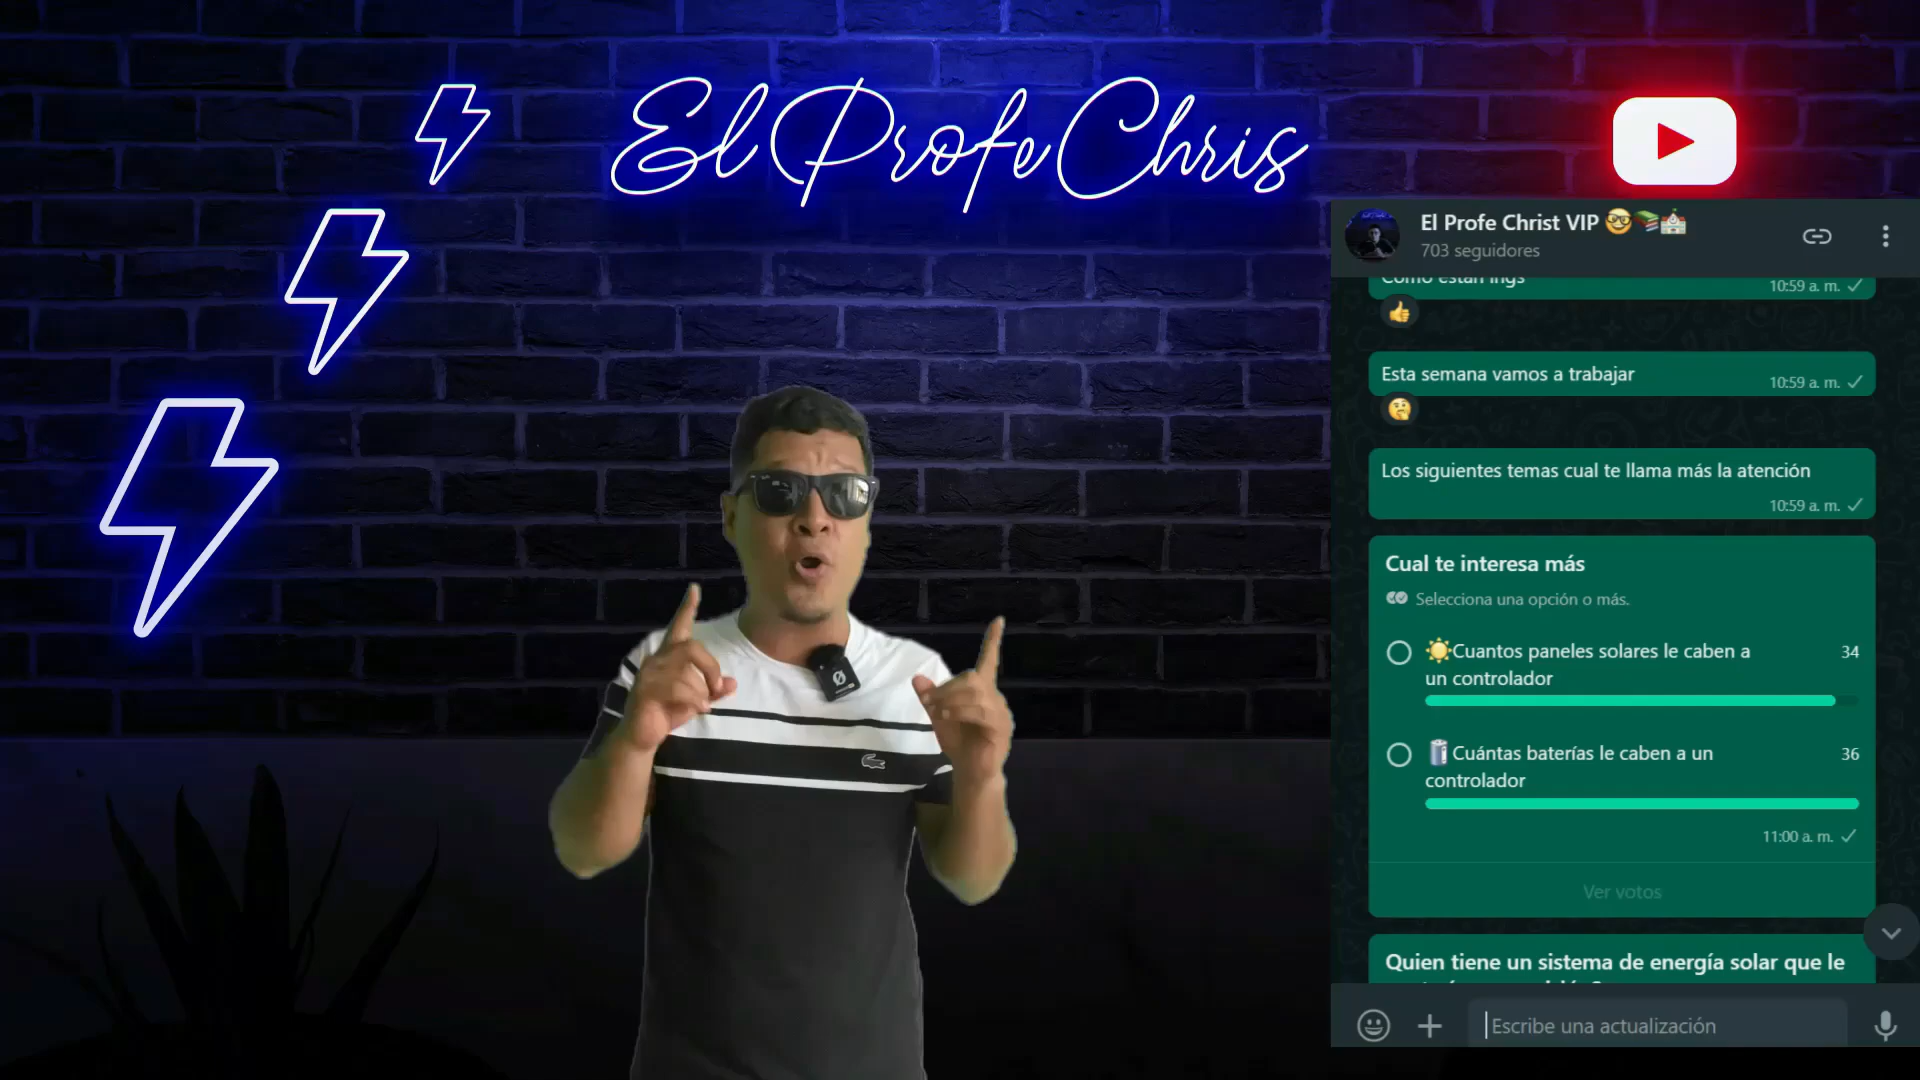 El Profe Chris
El Profe Christ VIP 🤓📚🏫
703 seguidores
Como estan ings
10:59 a. m.
Esta semana vamos a trabajar
10:59 a. m.
Los siguientes temas cual te llama más la atención
10:59 a. m.
Cual te interesa más
Selecciona una opción o más.
☀️Cuantos paneles solares le caben a
34
un controlador
🔋Cuántas baterías le caben a un
36
controlador
11:00 a. m.
Ver votos
Quien tiene un sistema de energía solar que le
Escribe una actualización